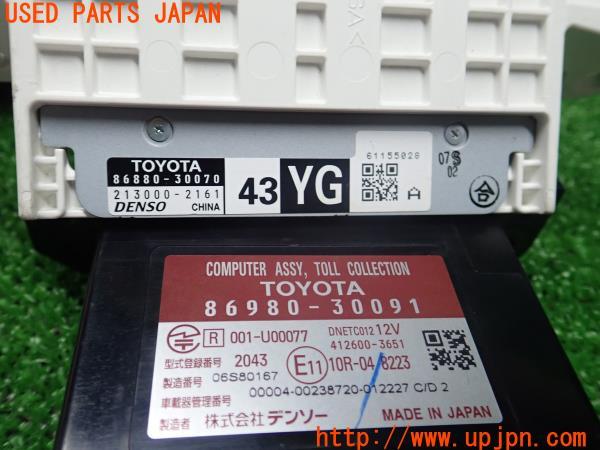 USED PARTS JAPAN
61155028
07S
02
合
TOYOTA
86880-30070
213000-2161
DENSO CHINA
43 YG
COMPUTER ASSY, TOLL COLLECTION
TOYOTA
86980-30091
R 001-U00077 DNETC012 12V
412600-3651
型式登録番号 2043 E11 10R-04 8223
製造番号 06S80167
00004-00238720-012227 C/D 2
車載器管理番号
製造者 株式会社デンソー MADE IN JAPAN
http://www.upjpn.com